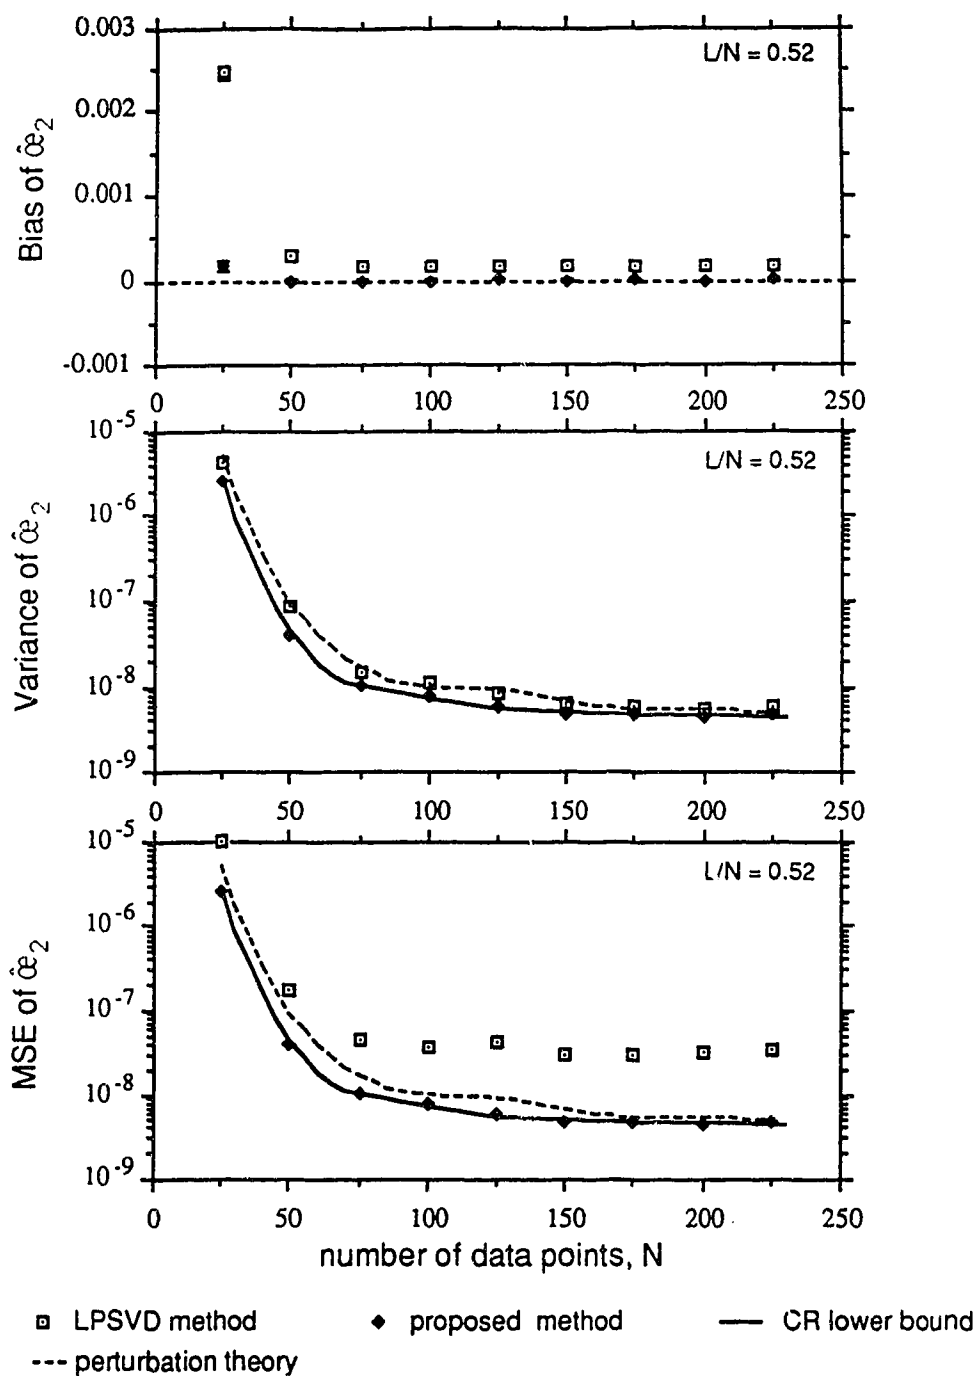 0.003
L/N = 0.52
0.002
0.001
0
-0.001
Bias of ω̂2
0 50 100 150 200 250
10-5
L/N = 0.52
10-6
10-7
10-8
10-9
Variance of ω̂2
0 50 100 150 200 250
10-5
L/N = 0.52
10-6
10-7
10-8
10-9
MSE of ω̂2
0 50 100 150 200 250
number of data points, N
LPSVD method proposed method CR lower bound
perturbation theory